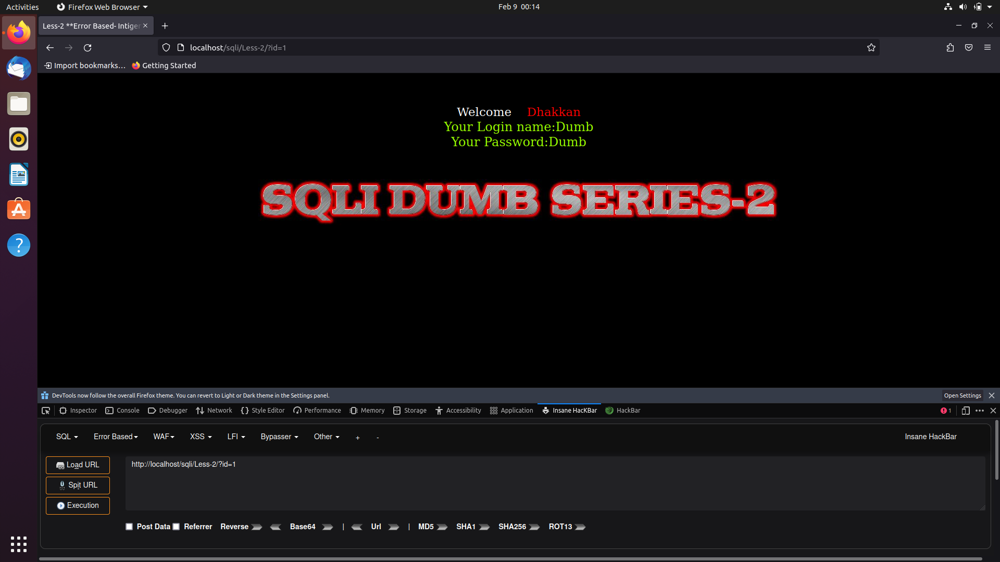 Activities Firefox Web Browser Feb 9 00:14
Less-2 **Error Based- Intiger
localhost/sqli/Less-2/?id=1
Import bookmarks... Getting Started
Welcome Dhakkan
Your Login name:Dumb
Your Password:Dumb
SQLI DUMB SERIES-2
DevTools now follow the overall Firefox theme. You can revert to Light or Dark theme in the Settings panel. Open Settings
Inspector Console Debugger Network Style Editor Performance Memory Storage Accessibility Application Insane HacKBar HackBar 1
SQL Error Based WAF XSS LFI Bypasser Other + - Insane HackBar
Load URL http://localhost/sqli/Less-2/?id=1
Spit URL
Execution
Post Data Referrer Reverse Base64 | Url | MD5 SHA1 SHA256 ROT13